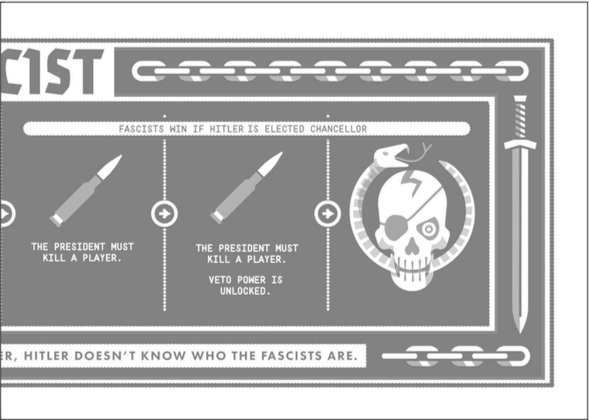 C1ST
FASCISTS WIN IF HITLER IS ELECTED CHANCELLOR
THE PRESIDENT MUST
KILL A PLAYER.
THE PRESIDENT MUST
KILL A PLAYER.
VETO POWER IS
UNLOCKED.
ER, HITLER DOESN'T KNOW WHO THE FASCISTS ARE.